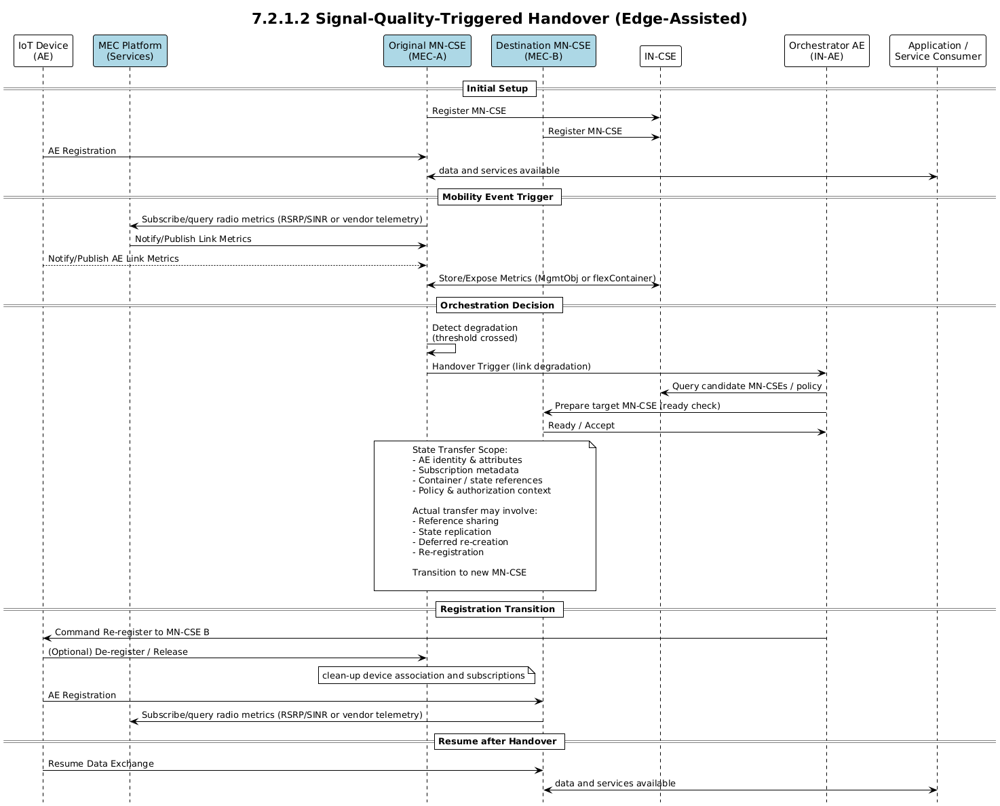 7.2.1.2 Signal-Quality-Triggered Handover (Edge-Assisted)
IoT Device
(AE)
MEC Platform
(Services)
Original MN-CSE
(MEC-A)
Destination MN-CSE
(MEC-B)
IN-CSE
Orchestrator AE
(IN-AE)
Application /
Service Consumer
Initial Setup
Register MN-CSE
Register MN-CSE
AE Registration
data and services available
Mobility Event Trigger
Subscribe/query radio metrics (RSRP/SINR or vendor telemetry)
Notify/Publish Link Metrics
Notify/Publish AE Link Metrics
Store/Expose Metrics (MgmtObj or flexContainer)
Orchestration Decision
Detect degradation
(threshold crossed)
Handover Trigger (link degradation)
Query candidate MN-CSEs / policy
Prepare target MN-CSE (ready check)
Ready / Accept
State Transfer Scope:
- AE identity & attributes
- Subscription metadata
- Container / state references
- Policy & authorization context
Actual transfer may involve:
- Reference sharing
- State replication
- Deferred re-creation
- Re-registration
Transition to new MN-CSE
Registration Transition
Command Re-register to MN-CSE B
(Optional) De-register / Release
clean-up device association and subscriptions
AE Registration
Subscribe/query radio metrics (RSRP/SINR or vendor telemetry)
Resume after Handover
Resume Data Exchange
data and services available